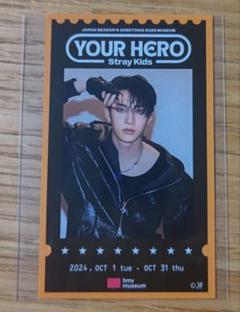 JAPAN SEASON'S GREETINGS 2025 MUSEUM
YOUR HERO
Stray Kids
2024. OCT 1 tue - OCT 31 thu
hmv
museum